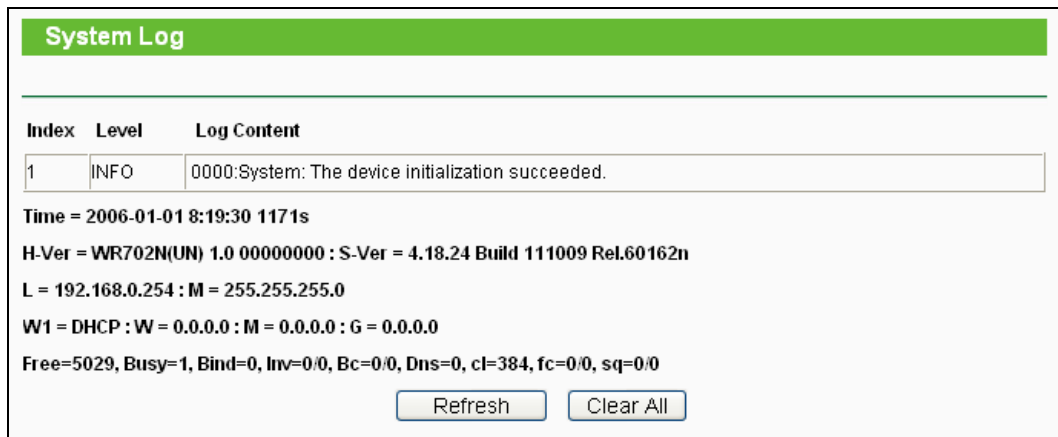 System Log
Index Level Log Content
1 INFO 0000:System: The device initialization succeeded.
Time = 2006-01-01 8:19:30 1171s
H-Ver = WR702N(UN) 1.0 00000000 : S-Ver = 4.18.24 Build 111009 Rel.60162n
L = 192.168.0.254 : M = 255.255.255.0
W1 = DHCP : W = 0.0.0.0 : M = 0.0.0.0 : G = 0.0.0.0
Free=5029, Busy=1, Bind=0, Inv=0/0, Bc=0/0, Dns=0, cl=384, fc=0/0, sq=0/0
Refresh Clear All